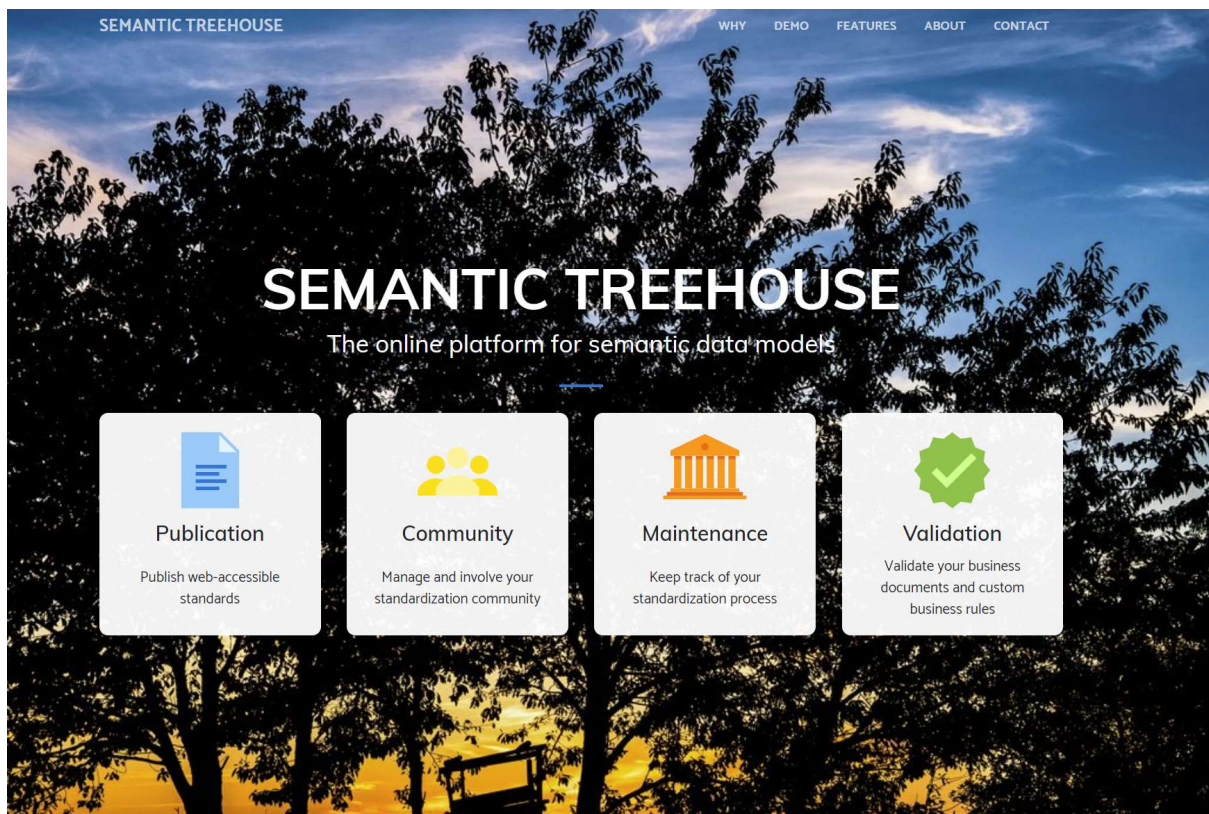 SEMANTIC TREEHOUSE
WHY DEMO FEATURES ABOUT CONTACT
SEMANTIC TREEHOUSE
The online platform for semantic data models
Publication
Publish web-accessible
standards
Community
Manage and involve your
standardization community
Maintenance
Keep track of your
standardization process
Validation
Validate your business
documents and custom
business rules